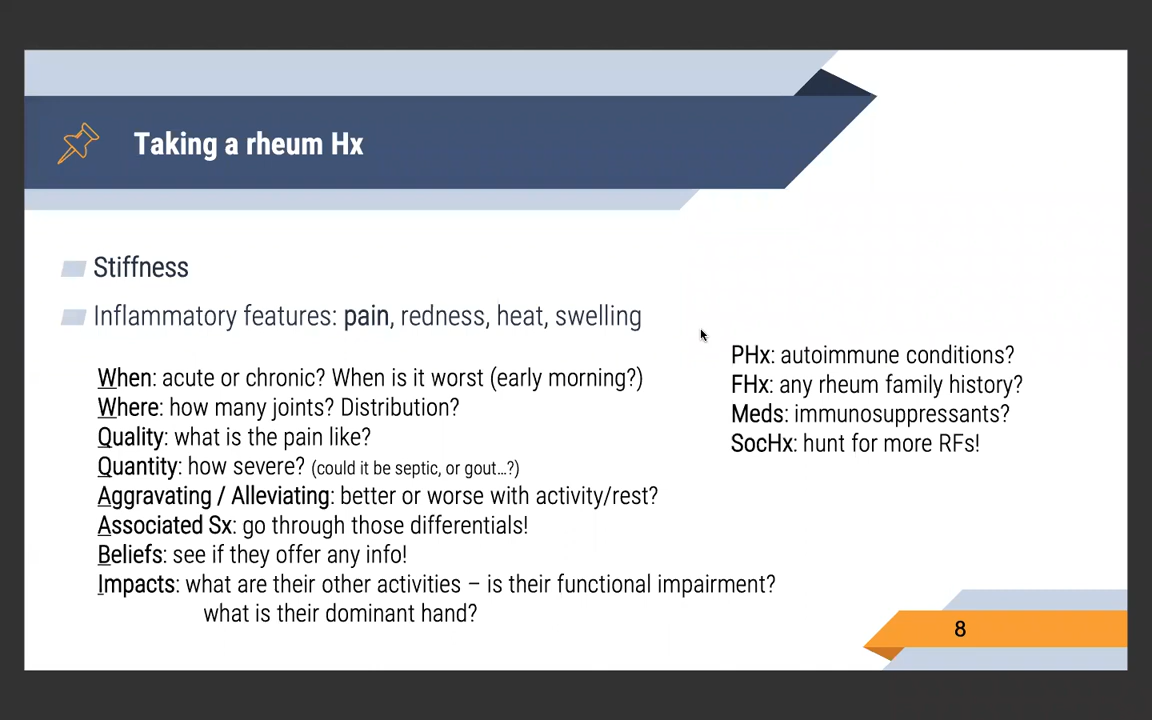 Taking a rheum Hx
Stiffness
Inflammatory features: pain, redness, heat, swelling
When: acute or chronic? When is it worst (early morning?)
Where: how many joints? Distribution?
Quality: what is the pain like?
Quantity: how severe? (could it be septic, or gout...?)
Aggravating / Alleviating: better or worse with activity/rest?
Associated Sx: go through those differentials!
Beliefs: see if they offer any info!
Impacts: what are their other activities – is their functional impairment?
what is their dominant hand?
PHx: autoimmune conditions?
FHx: any rheum family history?
Meds: immunosuppressants?
SocHx: hunt for more RFs!
8